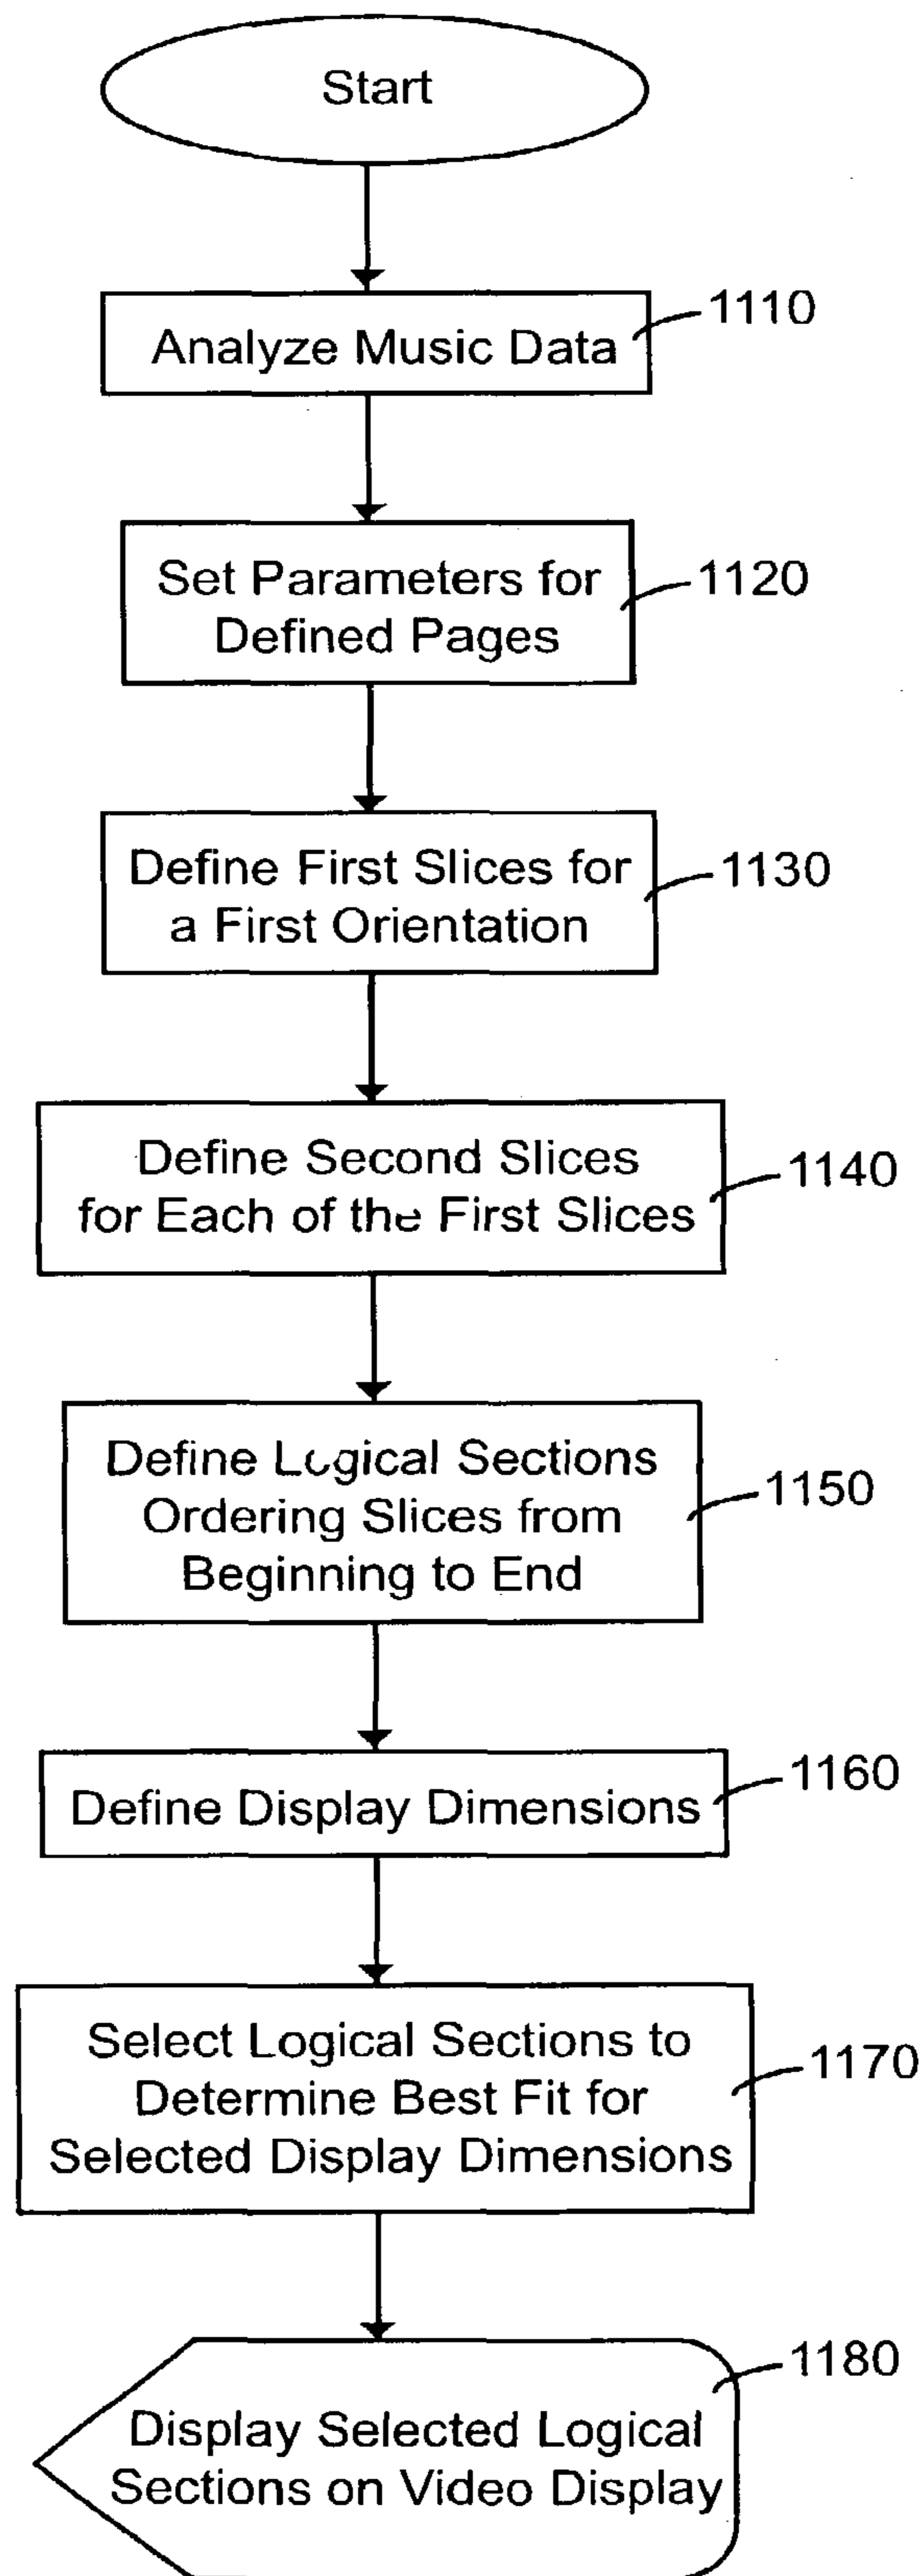 Start
Analyze Music Data
1110
Set Parameters for
Defined Pages
1120
Define First Slices for
a First Orientation
1130
Define Second Slices
for Each of the First Slices
1140
Define Logical Sections
Ordering Slices from
Beginning to End
1150
Define Display Dimensions
1160
Select Logical Sections to
Determine Best Fit for
Selected Display Dimensions
1170
Display Selected Logical
Sections on Video Display
1180